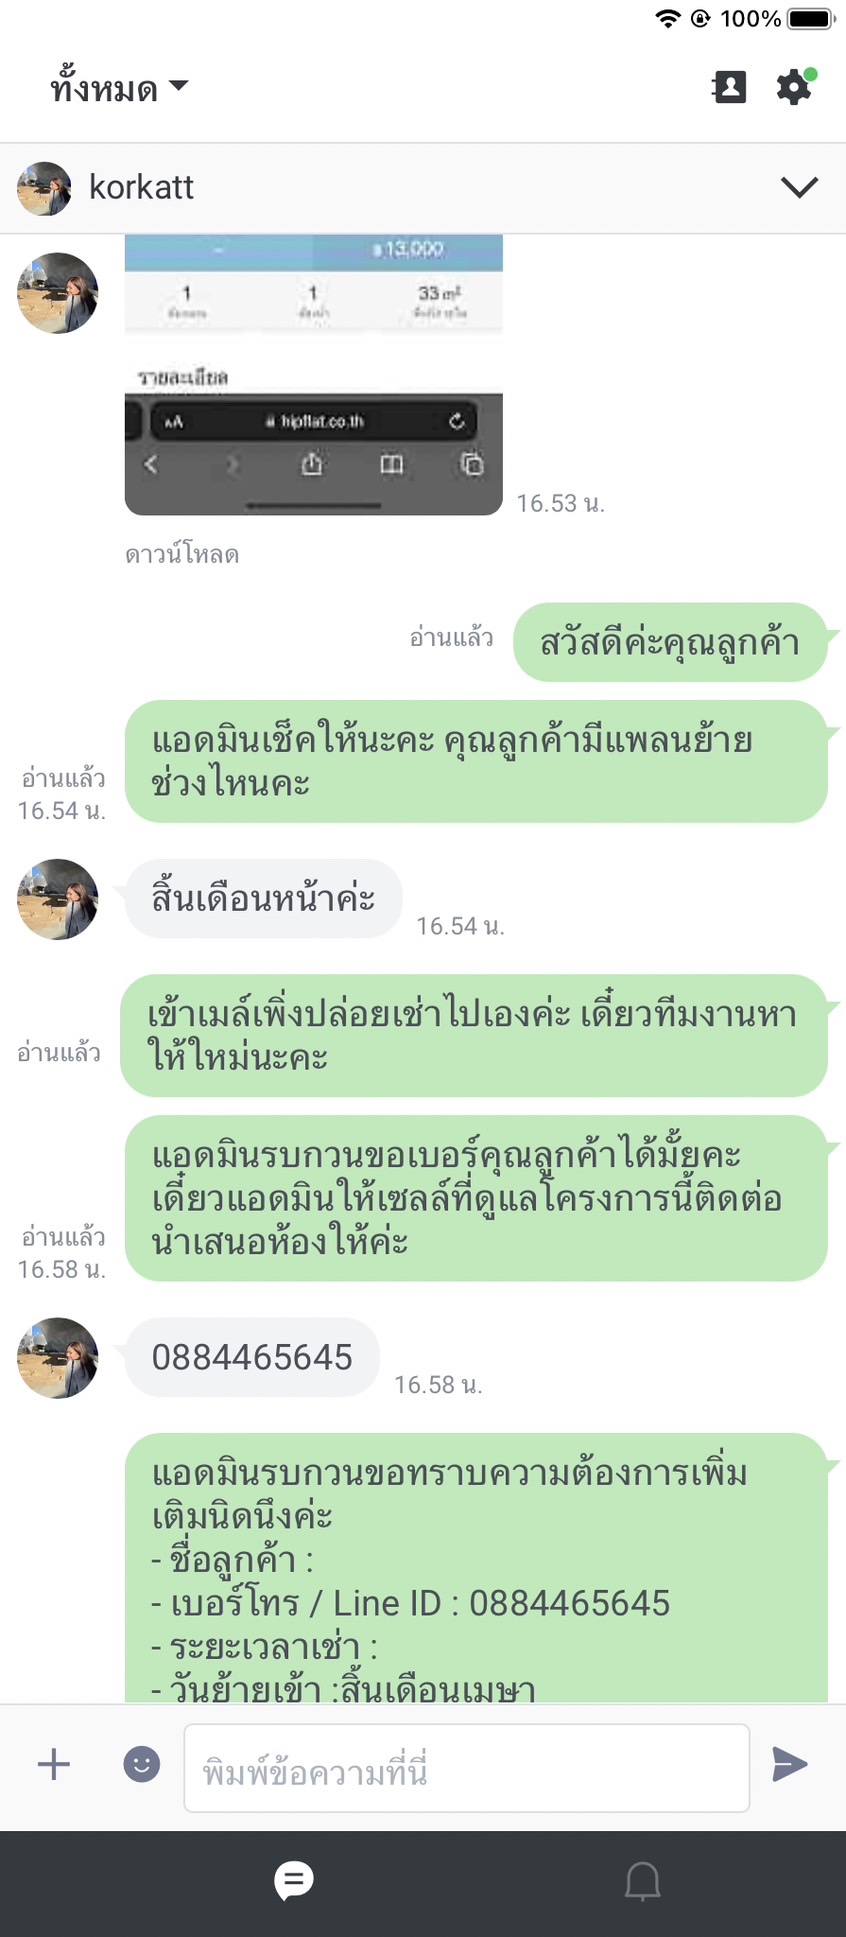 100%
ทั้งหมด
korkatt
฿13,000
1
1
33 m²
รายละเอียด
AA
hipflat.co.th
16.53 น.
ดาวน์โหลด
อ่านแล้ว
สวัสดีค่ะคุณลูกค้า
แอดมินเช็คให้นะคะ คุณลูกค้ามีแพลนย้าย
ช่วงไหนคะ
อ่านแล้ว
16.54 น.
สิ้นเดือนหน้าค่ะ
16.54 น.
เข้าเมล์เพิ่งปล่อยเช่าไปเองค่ะ เดี๋ยวทีมงานหา
ให้ใหม่นะคะ
อ่านแล้ว
แอดมินรบกวนขอเบอร์คุณลูกค้าได้มั้ยคะ
เดี๋ยวแอดมินให้เซลล์ที่ดูแลโครงการนี้ติดต่อ
นำเสนอห้องให้ค่ะ
อ่านแล้ว
16.58 น.
0884465645
16.58 น.
แอดมินรบกวนขอทราบความต้องการเพิ่ม
เติมนิดนึงค่ะ
- ชื่อลูกค้า :
- เบอร์โทร / Line ID : 0884465645
- ระยะเวลาเช่า :
- วันย้ายเข้า :สิ้นเดือนเมษา
พิมพ์ข้อความที่นี่